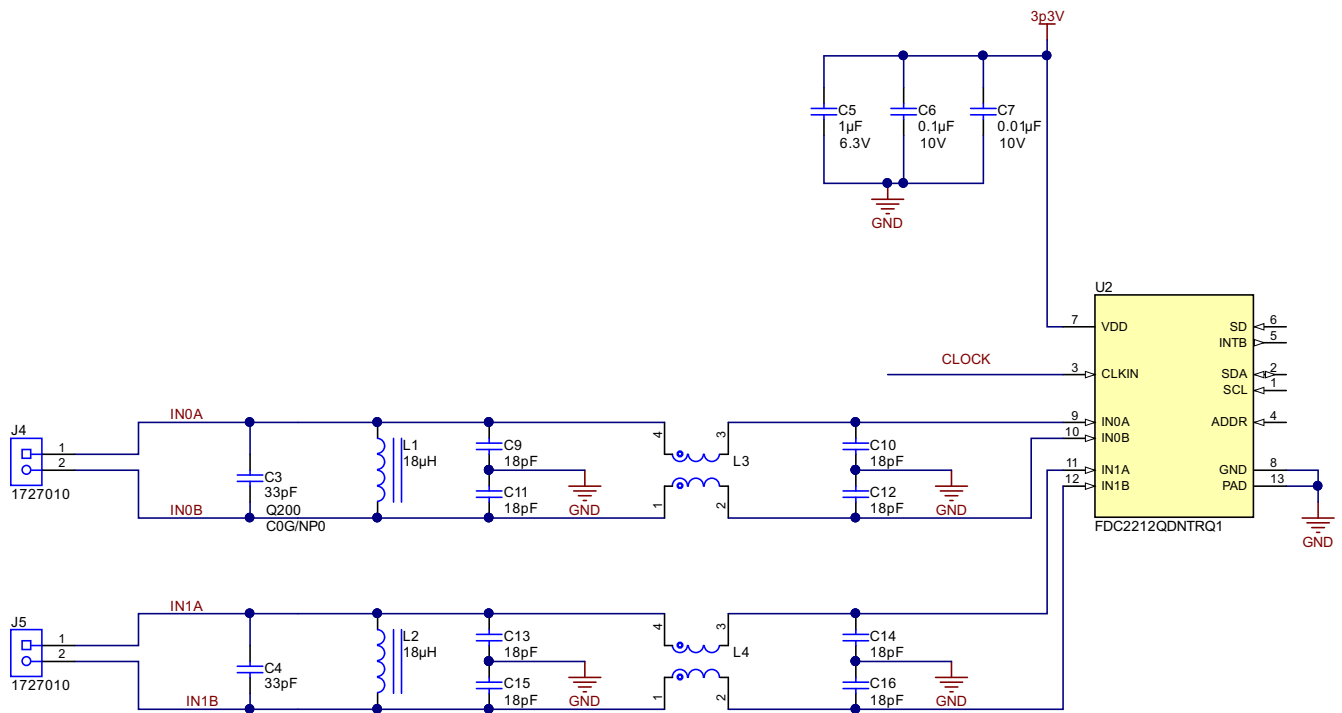 3p3V
C5
1µF
6.3V
C6
0.1µF
10V
C7
0.01µF
10V
GND
U2
7
VDD
SD
6
INTB
5
CLOCK
3
CLKIN
SDA
2
SCL
1
IN0A
9
IN0A
ADDR
4
10
IN0B
J4
1
2
1727010
C3
33pF
Q200
C0G/NP0
L1
18µH
C9
18pF
C11
18pF
GND
4
3
L3
1
2
C10
18pF
C12
18pF
GND
11
IN1A
GND
8
12
IN1B
PAD
13
IN0B
FDC2212QDNTRQ1
GND
IN1A
J5
1
2
1727010
C4
33pF
L2
18µH
C13
18pF
C15
18pF
GND
4
3
L4
1
2
C14
18pF
C16
18pF
GND
IN1B